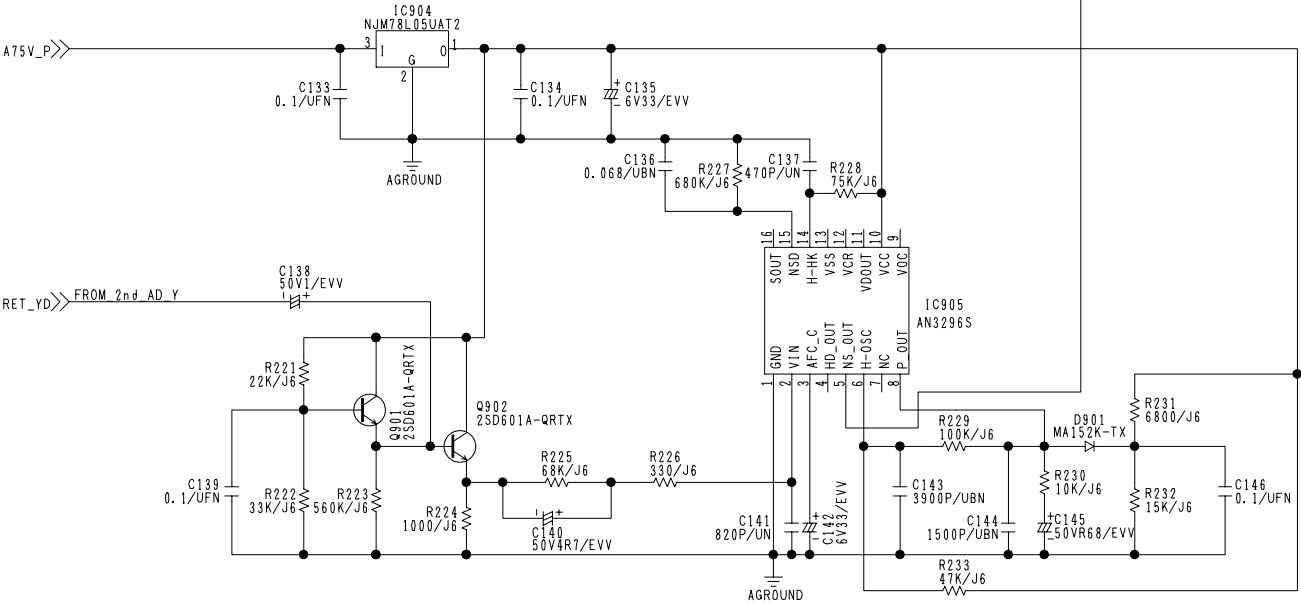 IC904
NJM78L05UAT2
A75V_P
3
I
O
1
G
2
C133
0.1/UFN
C134
0.1/UFN
C135
6V33/EVV
AGROUND
C136
0.068/UBN
R227
680K/J6
C137
470P/UN
R228
75K/J6
16 15 14 13 12 11 10 9
SOUT NSD H-HK VSS VCR VDOUT VCC VOC
IC905
AN3296S
GND VIN AFC_C HD_OUT NS_OUT H-OSC NC P_OUT
1 2 3 4 5 6 7 8
C138
50V1/EVV
RET_YD
FROM_2nd_AD_Y
R221
22K/J6
Q901
2SD601A-QRTX
Q902
2SD601A-QRTX
C139
0.1/UFN
R222
33K/J6
R223
560K/J6
R224
1000/J6
R225
68K/J6
R226
330/J6
C140
50V4R7/EVV
C141
820P/UN
C142
6V33/EVV
R229
100K/J6
C143
3900P/UBN
C144
1500P/UBN
D901
MA152K-TX
R230
10K/J6
C145
50VR68/EVV
R231
6800/J6
R232
15K/J6
C146
0.1/UFN
R233
47K/J6
AGROUND